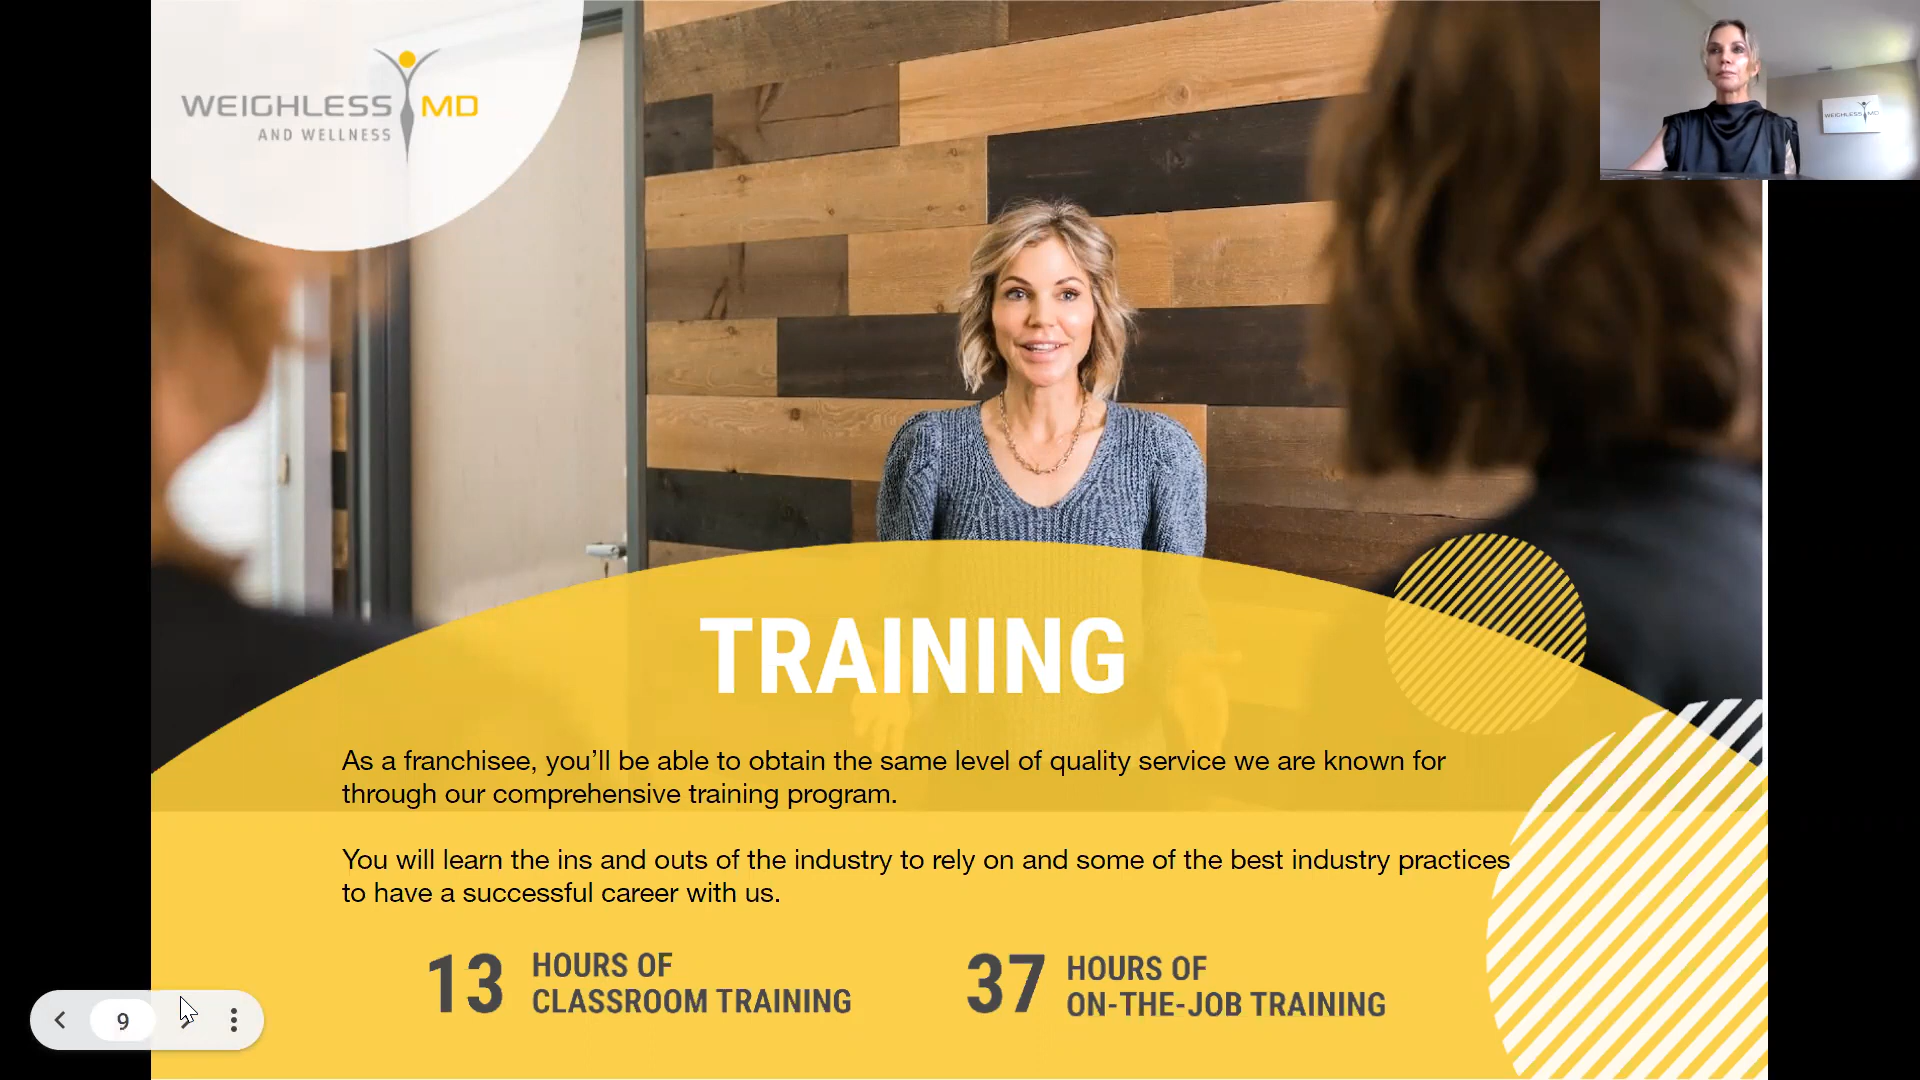 WEIGHLESS MD
AND WELLNESS
WEIGHLESS MD
TRAINING
As a franchisee, you’ll be able to obtain the same level of quality service we are known for
through our comprehensive training program.
You will learn the ins and outs of the industry to rely on and some of the best industry practices
to have a successful career with us.
13 HOURS OF
CLASSROOM TRAINING
37 HOURS OF
ON-THE-JOB TRAINING
9